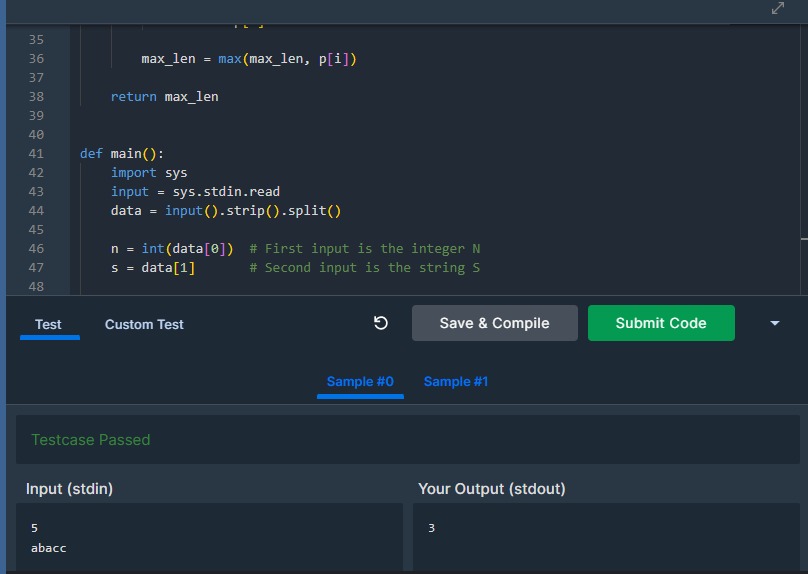 35
36 max_len = max(max_len, p[i])
37
38 return max_len
39
40
41 def main():
42 import sys
43 input = sys.stdin.read
44 data = input().strip().split()
45
46 n = int(data[0]) # First input is the integer N
47 s = data[1] # Second input is the string S
48
Test Custom Test Save & Compile Submit Code
Sample #0 Sample #1
Testcase Passed
Input (stdin) Your Output (stdout)
5 3
abacc